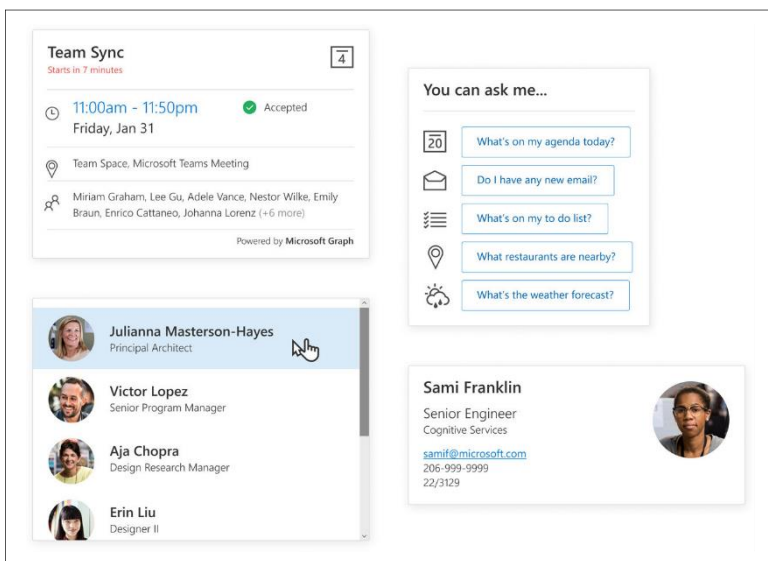 Team Sync
Starts in 7 minutes
4
11:00am - 11:50pm
Accepted
Friday, Jan 31
Team Space, Microsoft Teams Meeting
Miriam Graham, Lee Gu, Adele Vance, Nestor Wilke, Emily
Braun, Enrico Cattaneo, Johanna Lorenz (+6 more)
Powered by Microsoft Graph
You can ask me...
20
What's on my agenda today?
Do I have any new email?
What's on my to do list?
What restaurants are nearby?
What's the weather forecast?
Julianna Masterson-Hayes
Principal Architect
Victor Lopez
Senior Program Manager
Aja Chopra
Design Research Manager
Erin Liu
Designer II
Sami Franklin
Senior Engineer
Cognitive Services
samif@microsoft.com
206-999-9999
22/3129